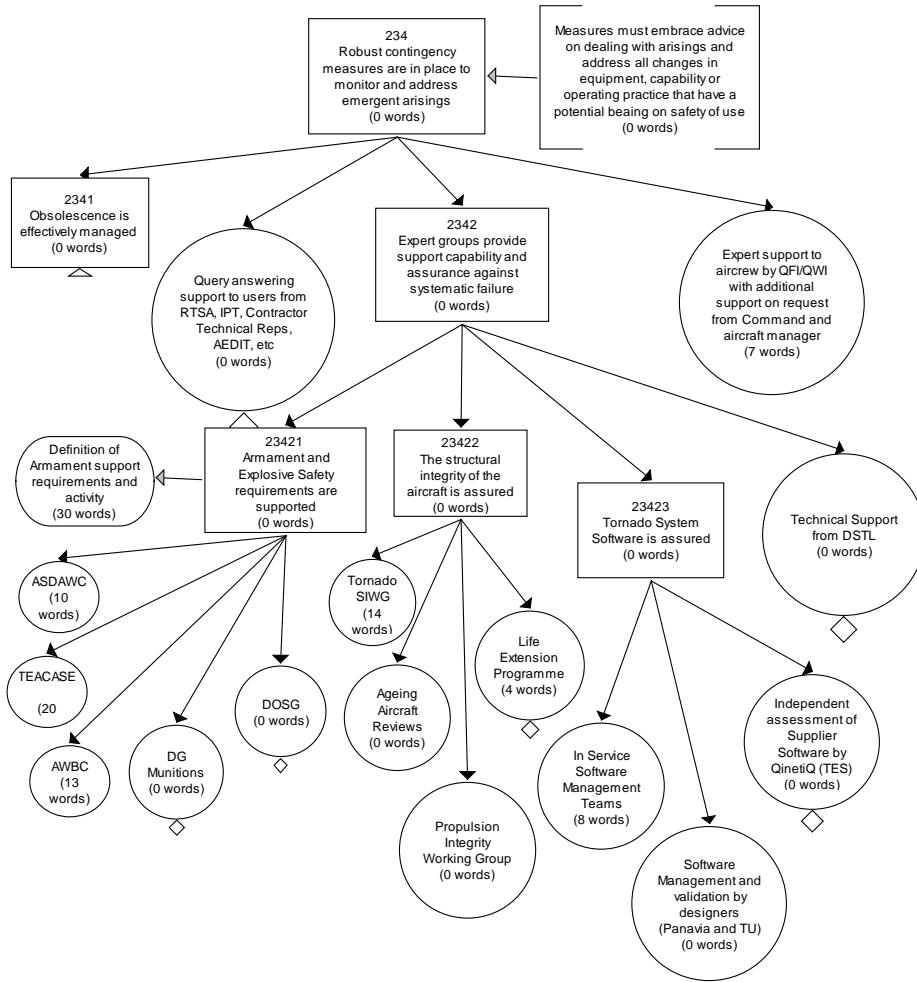 234
Robust contingency
measures are in place to
monitor and address
emergent arisings
(0 words)
Measures must embrace advice
on dealing with arisings and
address all changes in
equipment, capability or
operating practice that have a
potential beaing on safety of use
(0 words)
2341
Obsolescence is
effectively managed
(0 words)
Query answering
support to users from
RTSA, IPT, Contractor
Technical Reps,
AEDIT, etc
(0 words)
2342
Expert groups provide
support capability and
assurance against
systematic failure
(0 words)
Expert support to
aircrew by QFI/QWI
with additional
support on request
from Command and
aircraft manager
(7 words)
Definition of
Armament support
requirements and
activity
(30 words)
23421
Armament and
Explosive Safety
requirements are
supported
(0 words)
23422
The structural
integrity of the
aircraft is assured
(0 words)
23423
Tornado System
Software is assured
(0 words)
Technical Support
from DSTL
(0 words)
ASDAWC
(10
words)
TEACASE
(20
AWBC
(13
words)
DG
Munitions
(0 words)
DOSG
(0 words)
Tornado
SIWG
(14
words)
Ageing
Aircraft
Reviews
(0 words)
Propulsion
Integrity
Working Group
(0 words)
Life
Extension
Programme
(4 words)
In Service
Software
Management
Teams
(8 words)
Software
Management and
validation by
designers
(Panavia and TU)
(0 words)
Independent
assessment of
Supplier
Software by
QinetiQ (TES)
(0 words)